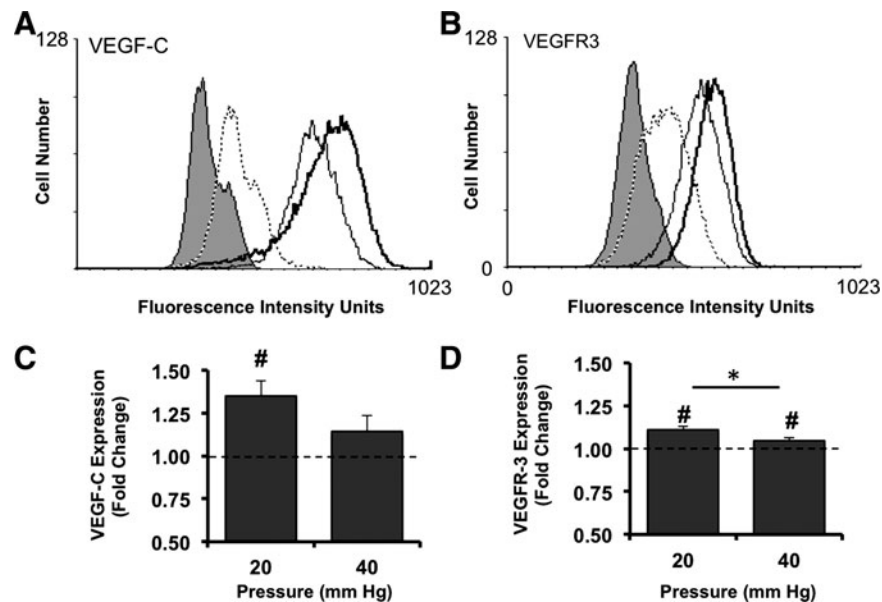 A
VEGF-C
128
Cell Number
1023
Fluorescence Intensity Units
B
VEGFR3
128
Cell Number
0
0
1023
Fluorescence Intensity Units
C
#
1.50
1.25
1.00
0.75
0.50
VEGF-C Expression
(Fold Change)
20
40
Pressure (mm Hg)
D
*
#
#
1.50
1.25
1.00
0.75
0.50
VEGFR-3 Expression
(Fold Change)
20
40
Pressure (mm Hg)